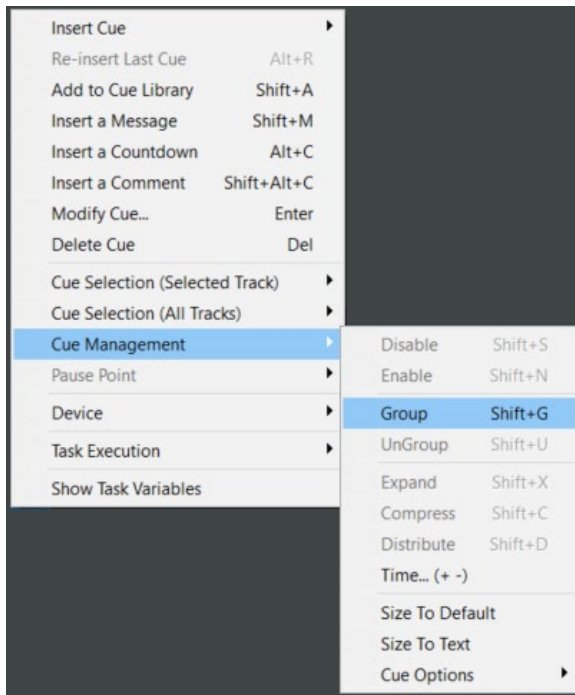 Insert Cue
Re-insert Last Cue Alt+R
Add to Cue Library Shift+A
Insert a Message Shift+M
Insert a Countdown Alt+C
Insert a Comment Shift+Alt+C
Modify Cue... Enter
Delete Cue Del
Cue Selection (Selected Track)
Cue Selection (All Tracks)
Cue Management
Pause Point
Device
Task Execution
Show Task Variables
Disable Shift+S
Enable Shift+N
Group Shift+G
UnGroup Shift+U
Expand Shift+X
Compress Shift+C
Distribute Shift+D
Time... (+ -)
Size To Default
Size To Text
Cue Options